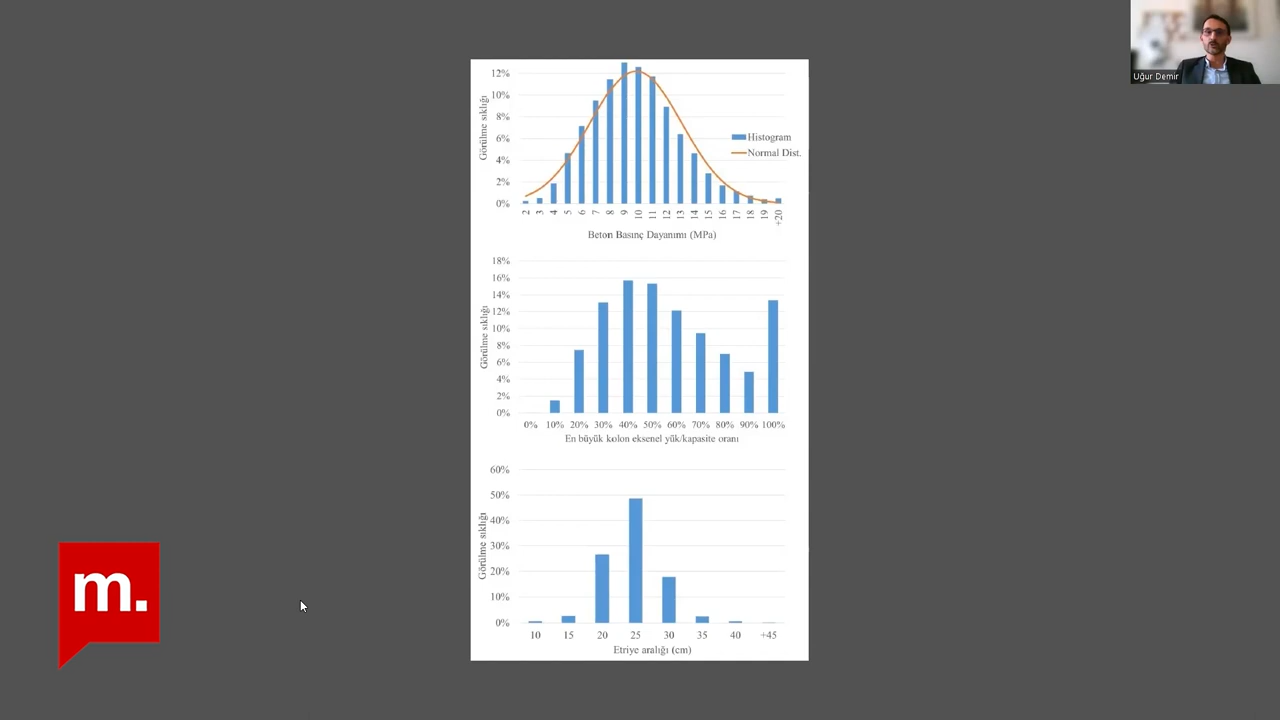 Uğur Demir
12%
10%
8%
6%
4%
2%
0%
Görülme sıklığı
Histogram
Normal Dist.
2 3 4 5 6 7 8 9 10 11 12 13 14 15 16 17 18 19 +20
Beton Basınç Dayanımı (MPa)
18%
16%
14%
12%
10%
8%
6%
4%
2%
0%
Görülme sıklığı
0% 10% 20% 30% 40% 50% 60% 70% 80% 90% 100%
En büyük kolon eksenel yük/kapasite oranı
60%
50%
40%
30%
20%
10%
0%
Görülme sıklığı
10 15 20 25 30 35 40 +45
Etriye aralığı (cm)
m.